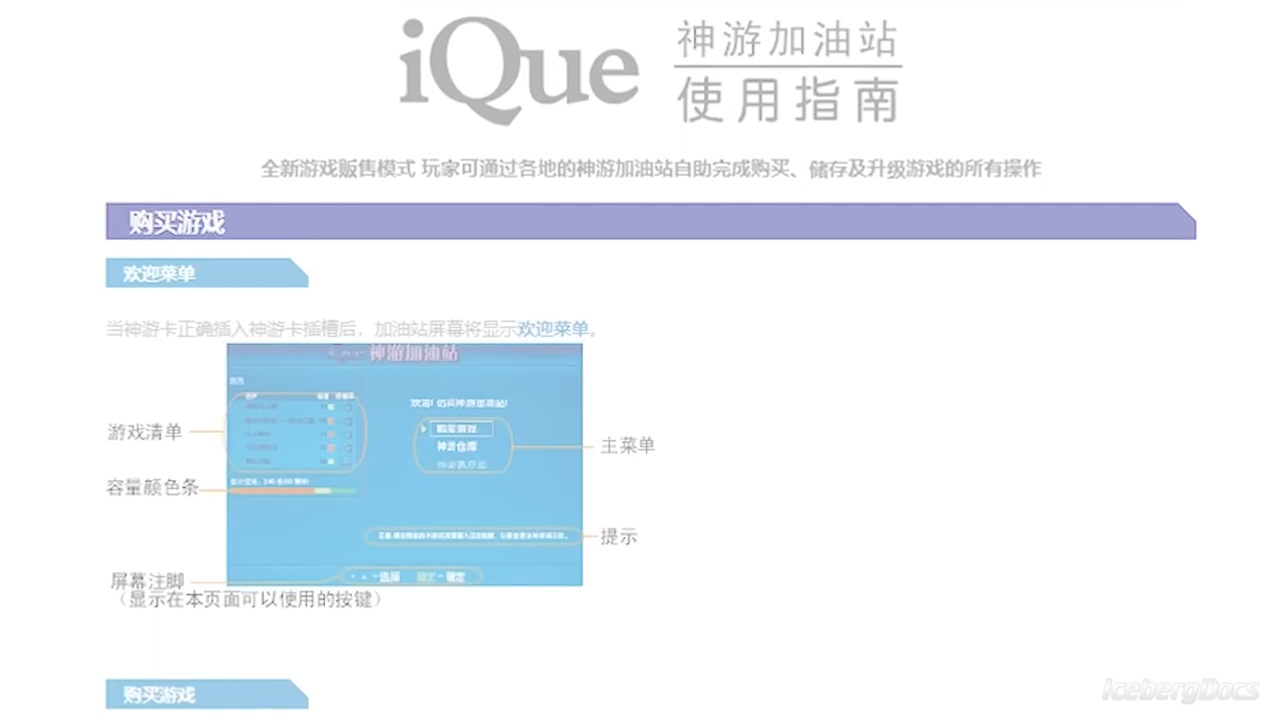 iQue
神游加油站
使用指南
全新游戏贩售模式 玩家可通过各地的神游加油站自助完成购买、储存及升级游戏的所有操作
购买游戏
欢迎菜单
当神游卡正确插入神游卡插槽后，加油站屏幕将显示欢迎菜单。
神游加油站
欢迎! 访问神游加油站!
购买游戏
神游仓库
游戏清单
容量颜色条
主菜单
提示
选择
确定
屏幕注脚
（显示在本页面可以使用的按键）
购买游戏
IcebergDocs